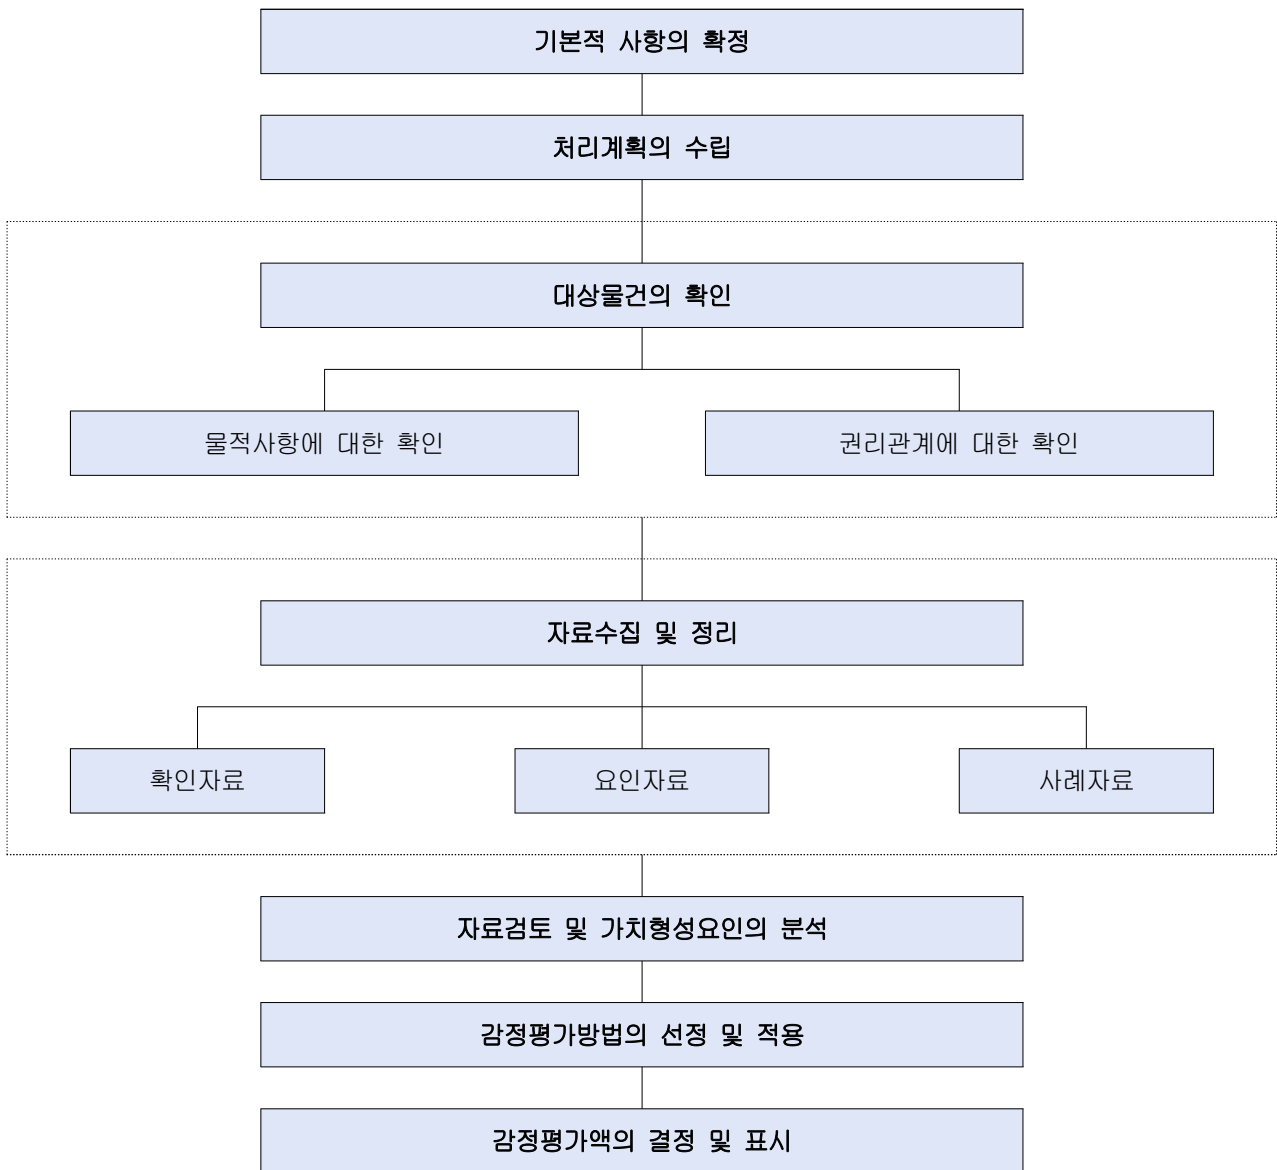 기본적 사항의 확정
처리계획의 수립
대상물건의 확인
물적사항에 대한 확인
권리관계에 대한 확인
자료수집 및 정리
확인자료
요인자료
사례자료
자료검토 및 가치형성요인의 분석
감정평가방법의 선정 및 적용
감정평가액의 결정 및 표시